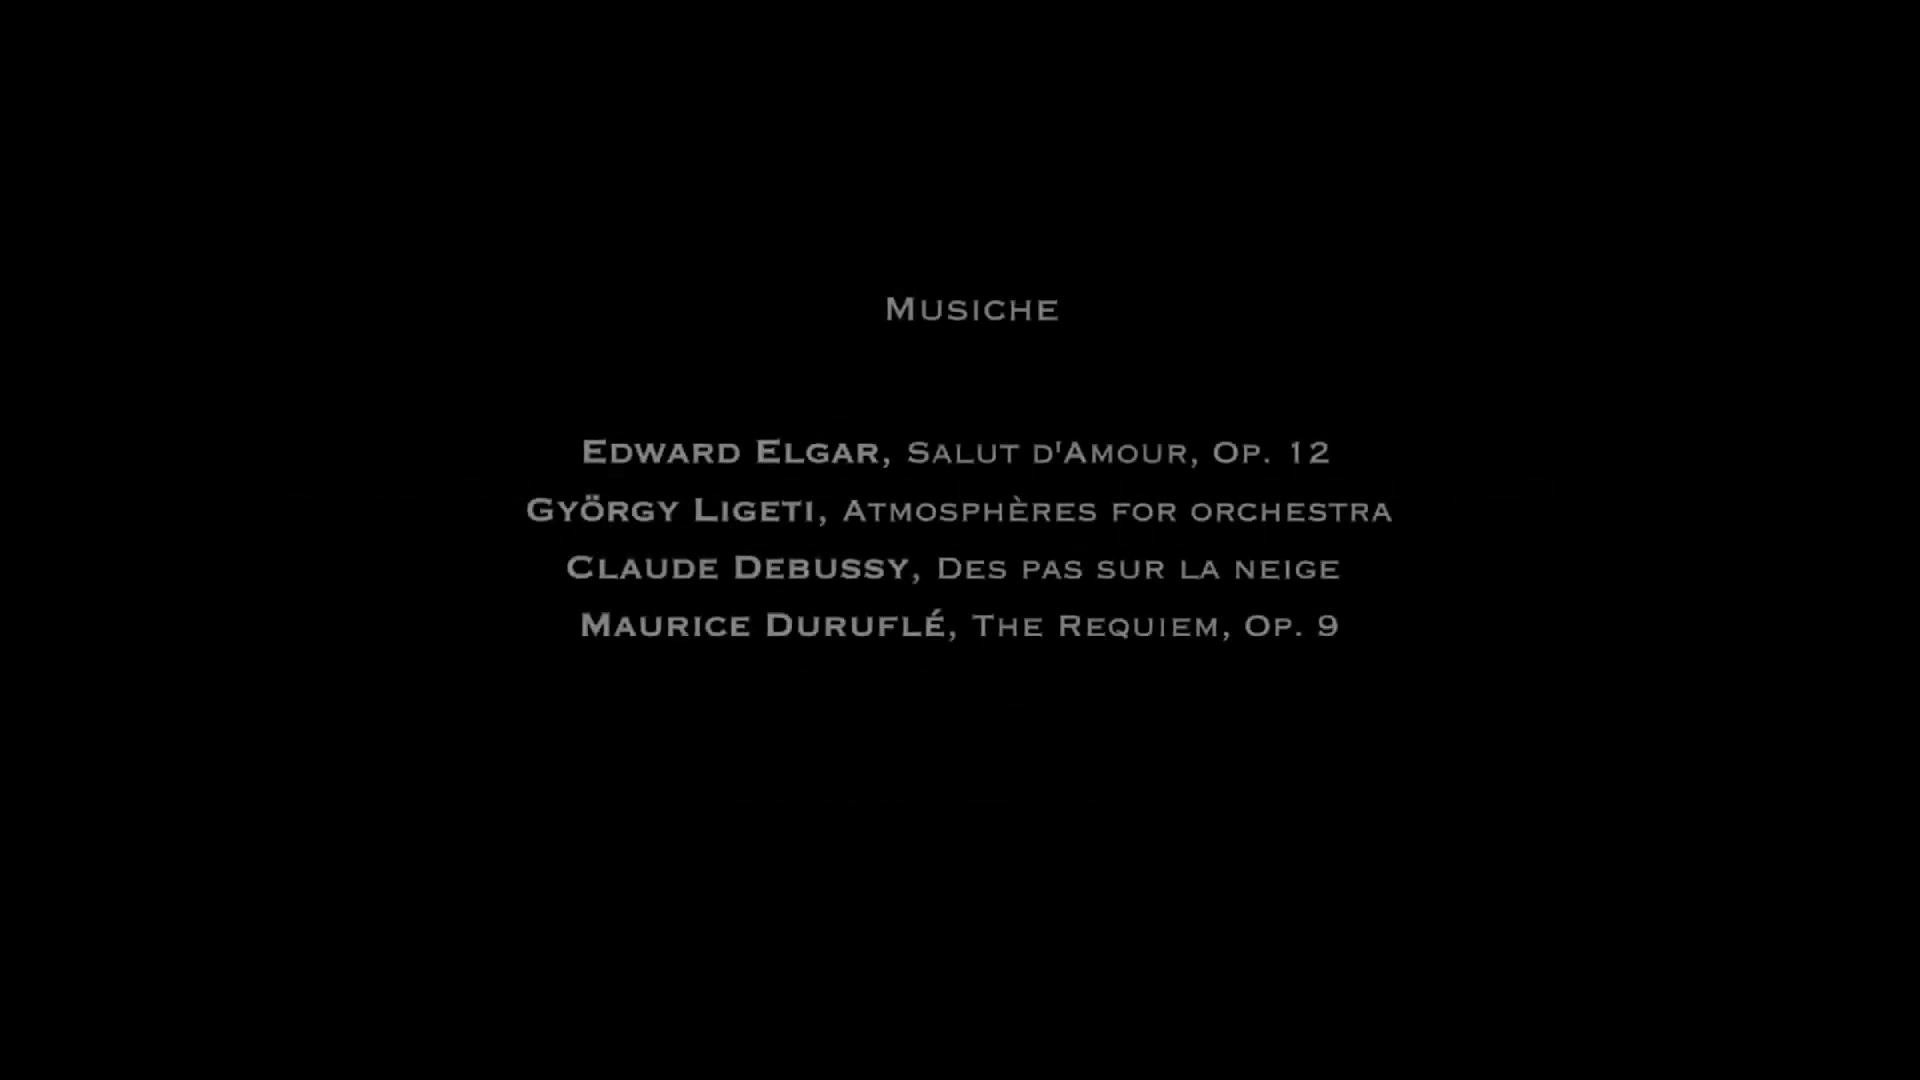 Musiche
Edward Elgar, Salut d'Amour, Op. 12
György Ligeti, Atmosphères for orchestra
Claude Debussy, Des pas sur la neige
Maurice Duruflé, The Requiem, Op. 9